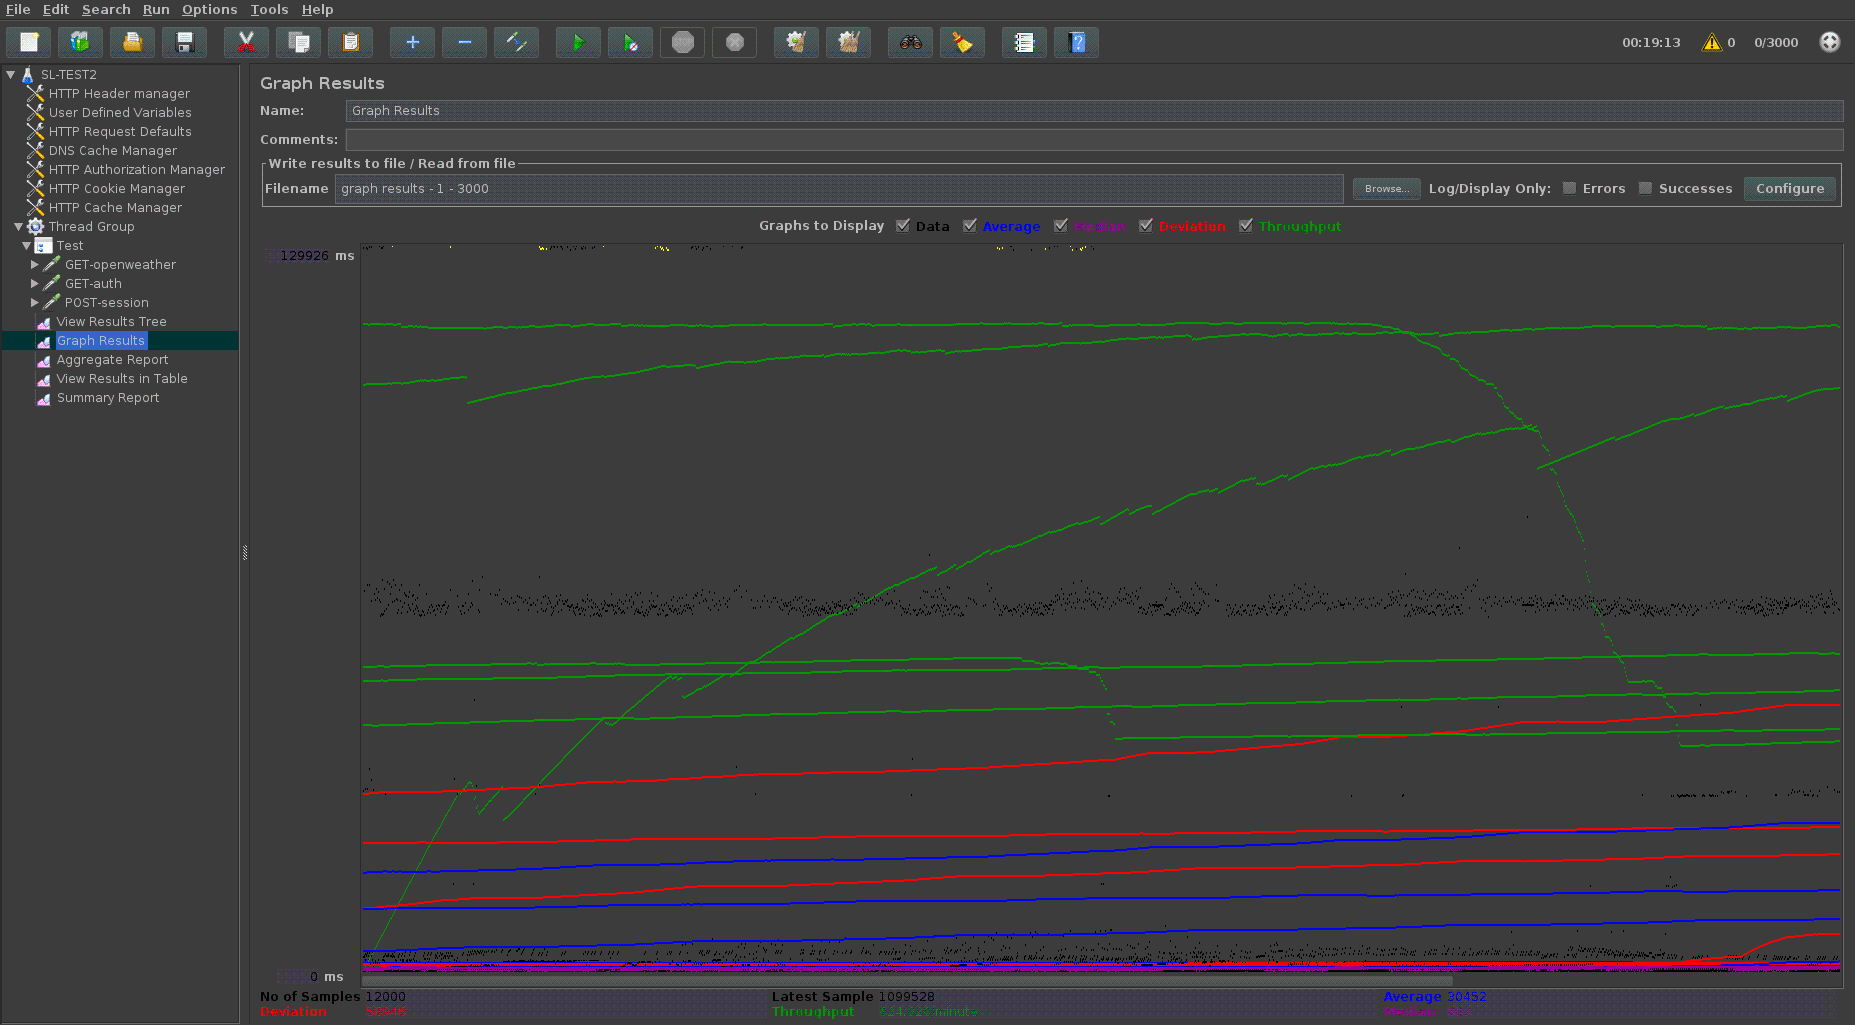 File Edit Search Run Options Tools Help
00:19:13 0 0/3000
SL-TEST2
HTTP Header manager
User Defined Variables
HTTP Request Defaults
DNS Cache Manager
HTTP Authorization Manager
HTTP Cookie Manager
HTTP Cache Manager
Thread Group
Test
GET-openweather
GET-auth
POST-session
View Results Tree
Graph Results
Aggregate Report
View Results in Table
Summary Report
Graph Results
Name: Graph Results
Comments:
Write results to file / Read from file
Filename graph results - 1 - 3000 Browse... Log/Display Only: Errors Successes Configure
Graphs to Display Data Average Median Deviation Throughput
129926 ms
0 ms
No of Samples 12000 Latest Sample 1099528 Average 30452
Deviation Throughput Median